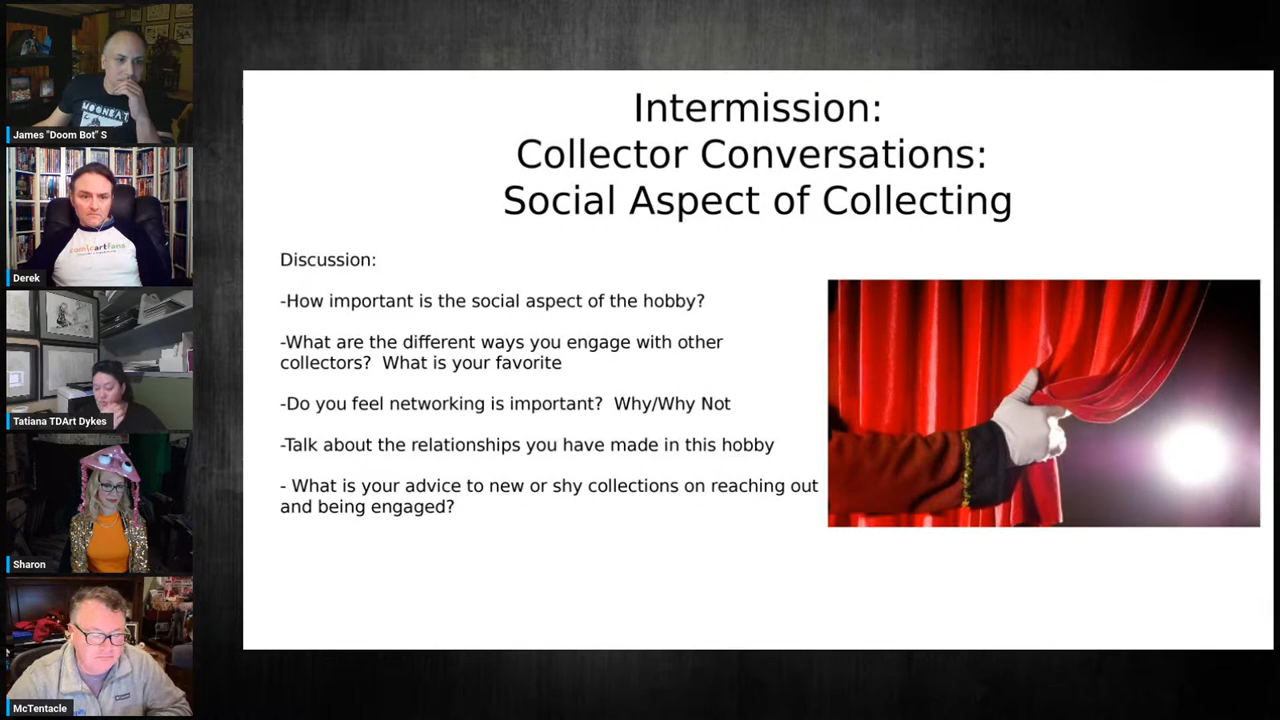 Intermission:
Collector Conversations:
Social Aspect of Collecting
Discussion:
-How important is the social aspect of the hobby?
-What are the different ways you engage with other
collectors?  What is your favorite
-Do you feel networking is important?  Why/Why Not
-Talk about the relationships you have made in this hobby
- What is your advice to new or shy collections on reaching out
and being engaged?
James "Doom Bot" S
comicartfans
Derek
Tatiana TDArt Dykes
Sharon
McTentacle